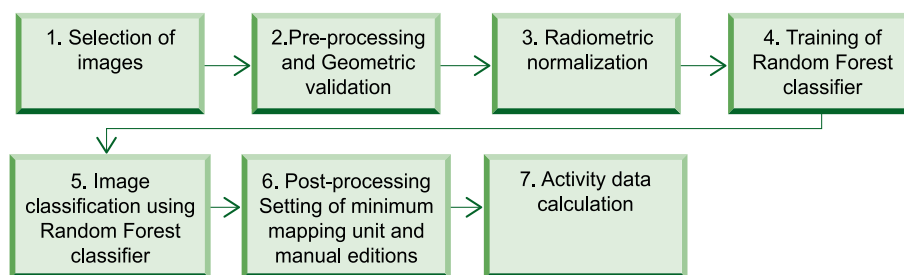 1. Selection of
images
2.Pre-processing
and Geometric
validation
3. Radiometric
normalization
4. Training of
Random Forest
classifier
5. Image
classification using
Random Forest
classifier
6. Post-processing
Setting of minimum
mapping unit and
manual editions
7. Activity data
calculation